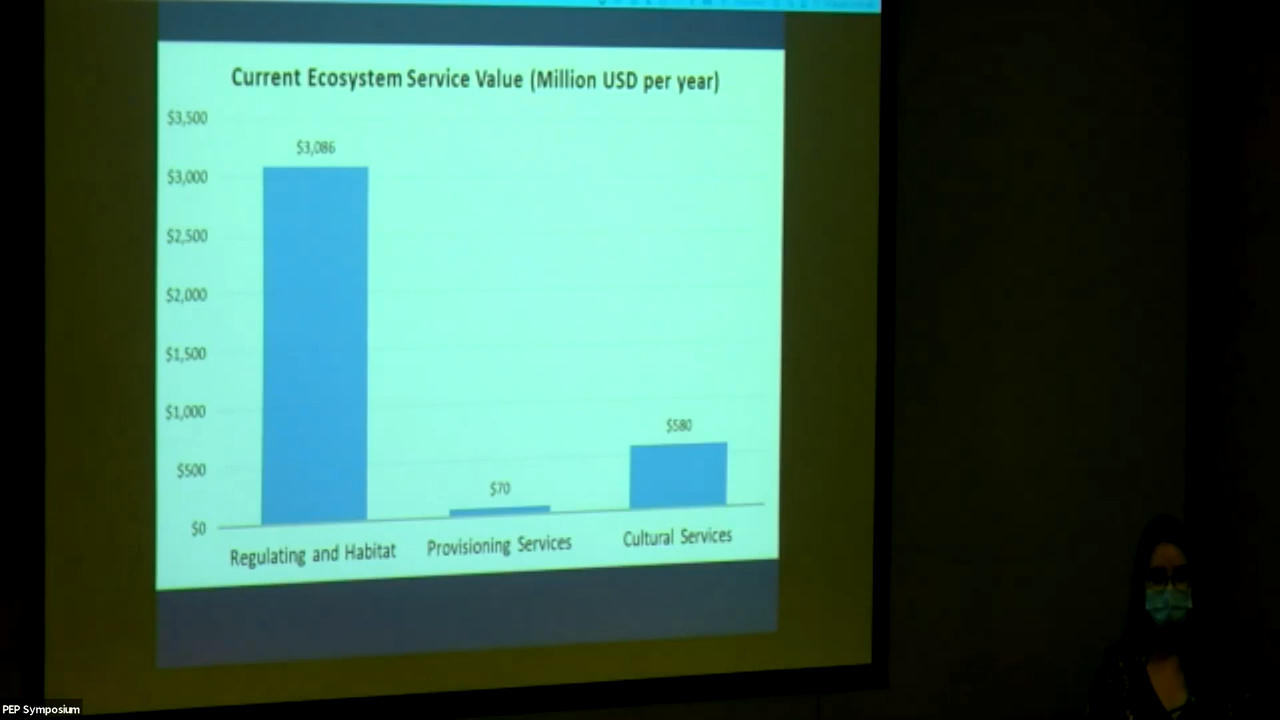 Current Ecosystem Service Value (Million USD per year)
$3,500
$3,086
$3,000
$2,500
$2,000
$1,500
$1,000
$580
$500
$70
$0
Regulating and Habitat
Provisioning Services
Cultural Services
PEP Symposium